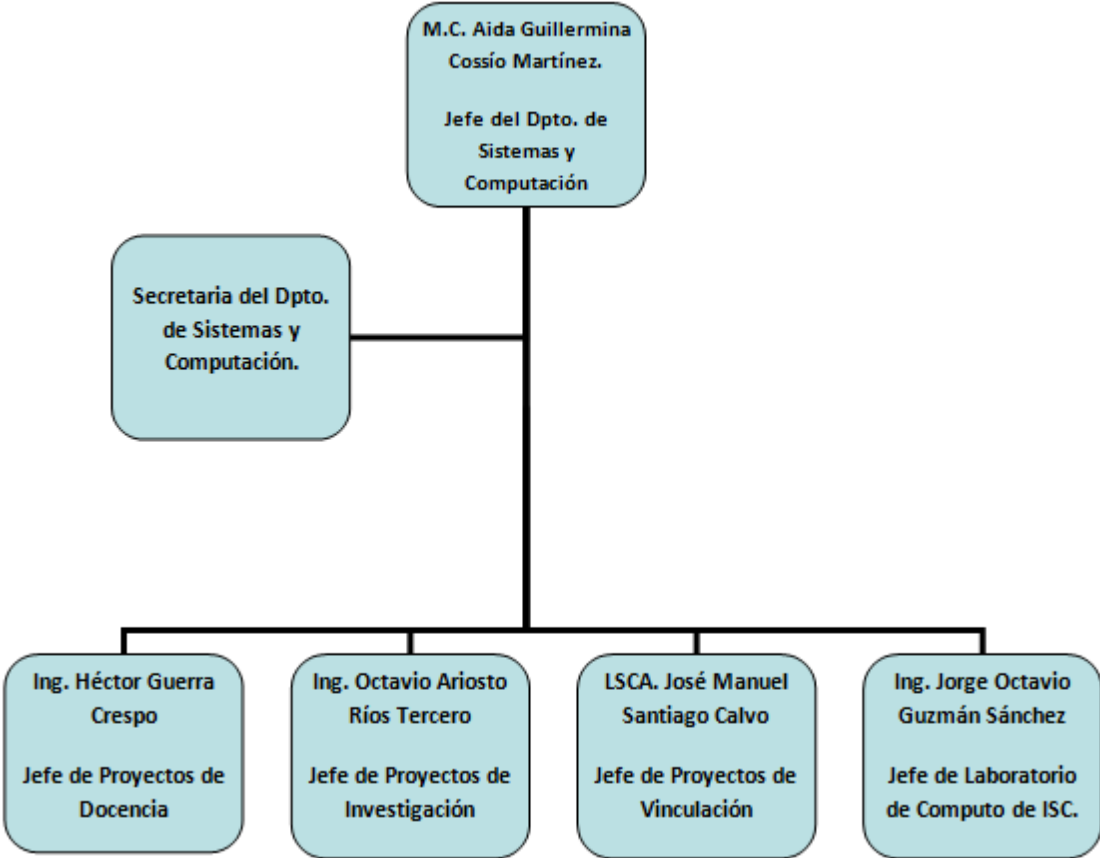 M.C. Aida Guillermina
Cossío Martínez.
Jefe del Dpto. de
Sistemas y
Computación
Secretaria del Dpto.
de Sistemas y
Computación.
Ing. Héctor Guerra
Crespo
Jefe de Proyectos de
Docencia
Ing. Octavio Ariosto
Ríos Tercero
Jefe de Proyectos de
Investigación
LSCA. José Manuel
Santiago Calvo
Jefe de Proyectos de
Vinculación
Ing. Jorge Octavio
Guzmán Sánchez
Jefe de Laboratorio
de Computo de ISC.